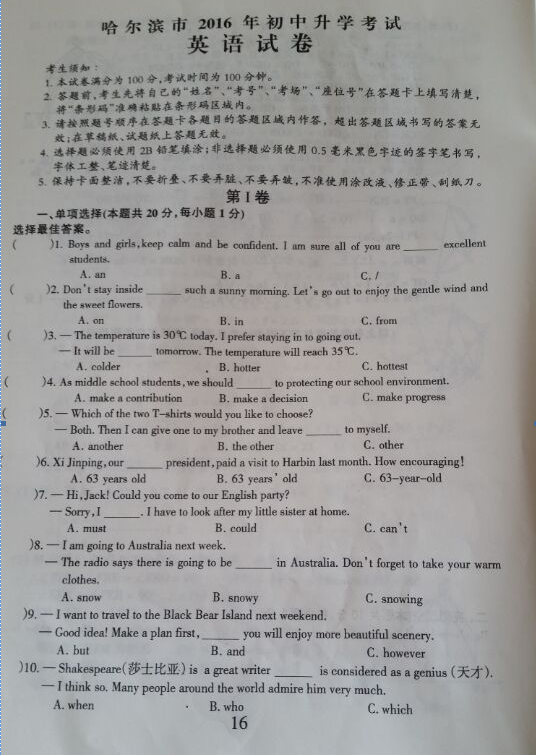 哈尔滨市 2016 年初中升学考试
英语试卷
考生须知:
1. 本试卷满分为 100 分,考试时间为 100 分钟。
2. 答题前,考生先将自己的“姓名”、“考号”、“考场”、“座位号”在答题卡上填写清楚,
将“条形码”准确粘贴在条形码区域内。
3. 请按照题号顺序在答题卡各题目的答题区域内作答, 超出答题区域书写的答案无
效;在草稿纸、试题纸上答题无效。
4. 选择题必须使用 2B 铅笔填涂;非选择题必须使用 0.5 毫米黑色字迹的签字笔书写,
字体工整、笔迹清楚。
5. 保持卡面整洁,不要折叠、不要弄脏、不要弄皱,不准使用涂改液、修正带、刮纸刀。
第 I 卷
一、单项选择(本题共 20 分,每小题 1 分)
选择最佳答案。
( )1. Boys and girls,keep calm and be confident. I am sure all of you are ______ excellent
students.
A. an B. a C. /
( )2. Don't stay inside ______ such a sunny morning. Let's go out to enjoy the gentle wind and
the sweet flowers.
A. on B. in C. from
( )3. — The temperature is 30℃ today. I prefer staying in to going out.
— It will be ______ tomorrow. The temperature will reach 35℃.
A. colder B. hotter C. hottest
( )4. As middle school students,we should ______ to protecting our school environment.
A. make a contribution B. make a decision C. make progress
( )5. — Which of the two T-shirts would you like to choose?
— Both. Then I can give one to my brother and leave ______ to myself.
A. another B. the other C. other
)6. Xi Jinping,our ______ president,paid a visit to Harbin last month. How encouraging!
A. 63 years old B. 63 years' old C. 63-year-old
)7. — Hi,Jack! Could you come to our English party?
— Sorry,I ______. I have to look after my little sister at home.
A. must B. could C. can't
)8. — I am going to Australia next week.
— The radio says there is going to be ______ in Australia. Don't forget to take your warm
clothes.
A. snow B. snowy C. snowing
)9. — I want to travel to the Black Bear Island next weekend.
— Good idea! Make a plan first,______ you will enjoy more beautiful scenery.
A. but B. and C. however
)10. — Shakespeare(莎士比亚) is a great writer ______ is considered as a genius (天才).
— I think so. Many people around the world admire him very much.
A. when B. who C. which
16